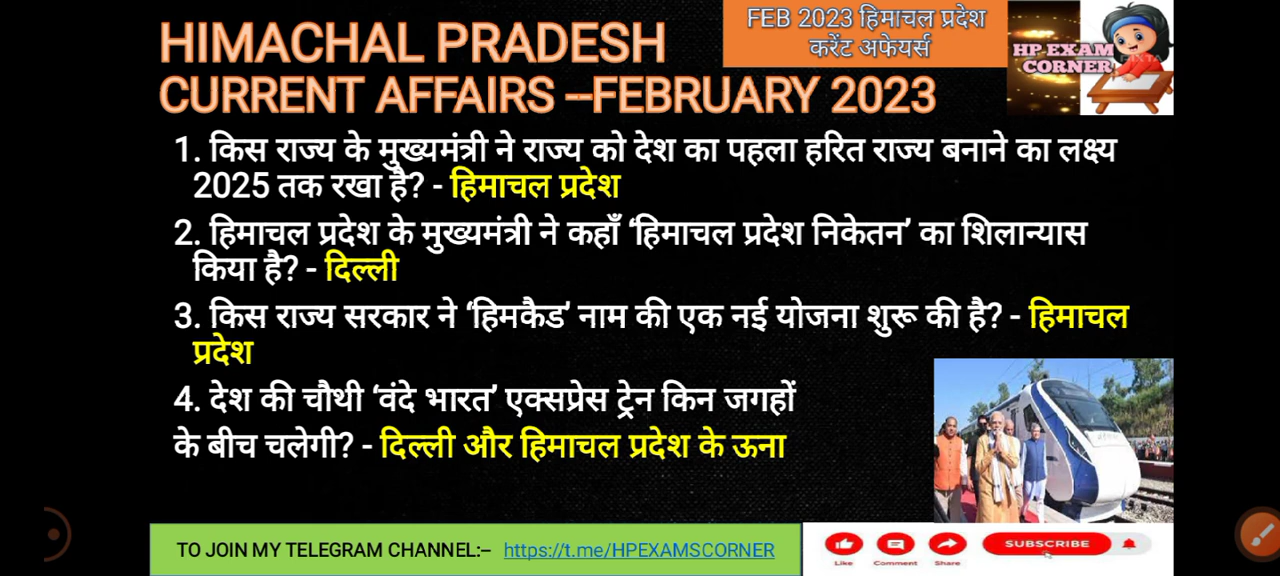 HIMACHAL PRADESH
CURRENT AFFAIRS --FEBRUARY 2023
FEB 2023 हिमाचल प्रदेश
करेंट अफेयर्स
HP EXAM
CORNER
1. किस राज्य के मुख्यमंत्री ने राज्य को देश का पहला हरित राज्य बनाने का लक्ष्य
2025 तक रखा है? - हिमाचल प्रदेश
2. हिमाचल प्रदेश के मुख्यमंत्री ने कहाँ ‘हिमाचल प्रदेश निकेतन’ का शिलान्यास
किया है? - दिल्ली
3. किस राज्य सरकार ने ‘हिमकैड’ नाम की एक नई योजना शुरू की है? - हिमाचल
प्रदेश
4. देश की चौथी ‘वंदे भारत’ एक्सप्रेस ट्रेन किन जगहों
के बीच चलेगी? - दिल्ली और हिमाचल प्रदेश के ऊना
TO JOIN MY TELEGRAM CHANNEL:– https://t.me/HPEXAMSCORNER
SUBSCRIBE
Like Comment Share